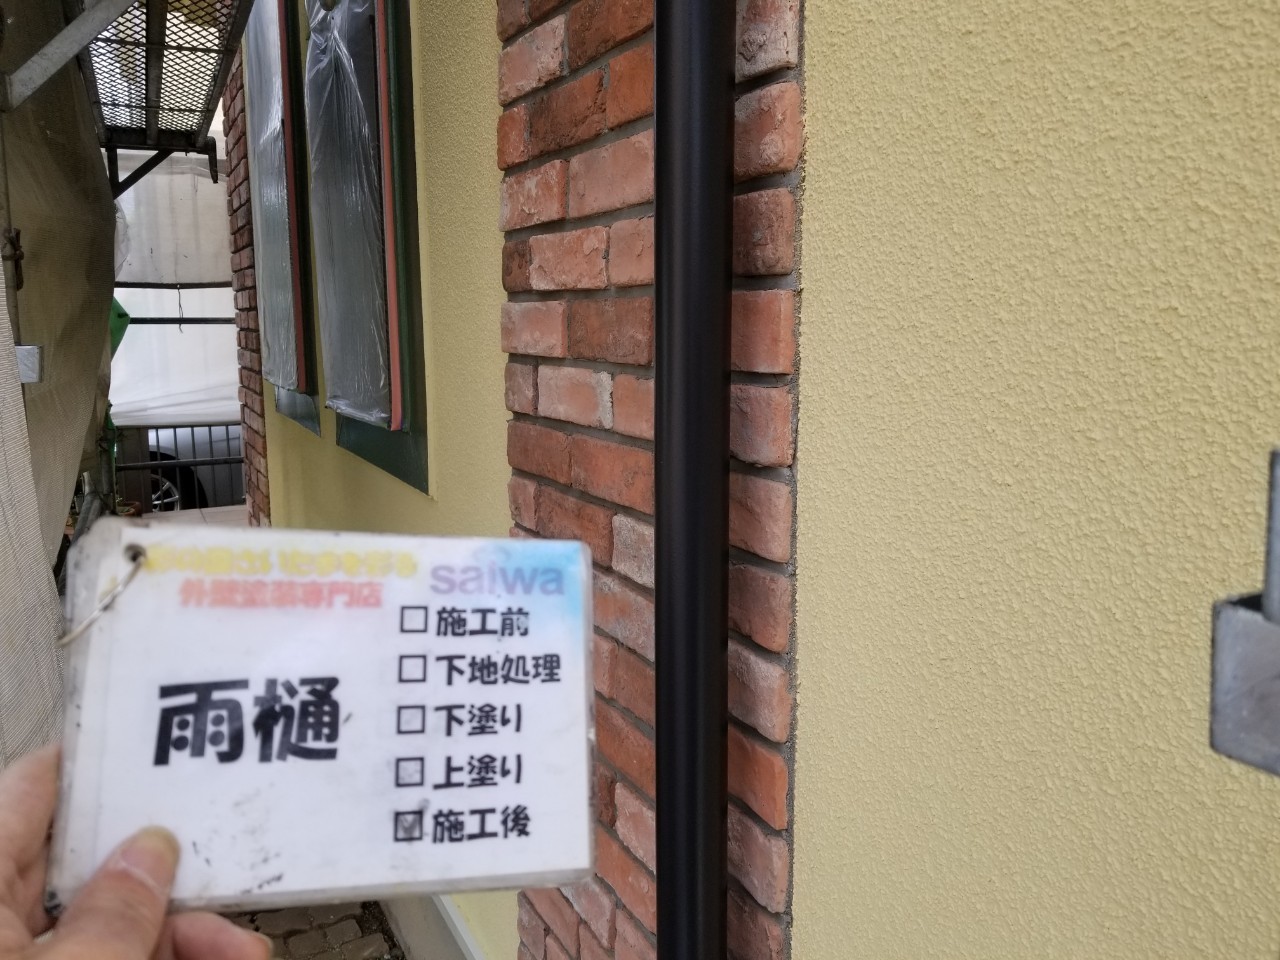 外壁塗装専門店
saiwa
雨樋
□施工前
□下地処理
□下塗り
□上塗り
☑施工後